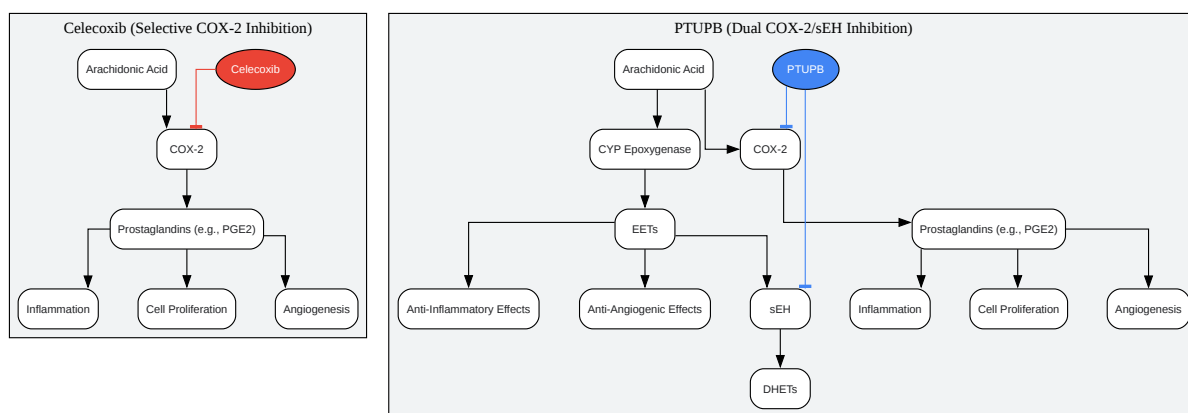 Celecoxib (Selective COX-2 Inhibition)
Arachidonic Acid
Celecoxib
COX-2
Prostaglandins (e.g., PGE2)
Inflammation
Cell Proliferation
Angiogenesis
PTUPB (Dual COX-2/sEH Inhibition)
Arachidonic Acid
PTUPB
CYP Epoxygenase
COX-2
EETs
Prostaglandins (e.g., PGE2)
Anti-Inflammatory Effects
Anti-Angiogenic Effects
sEH
Inflammation
Cell Proliferation
Angiogenesis
DHETs